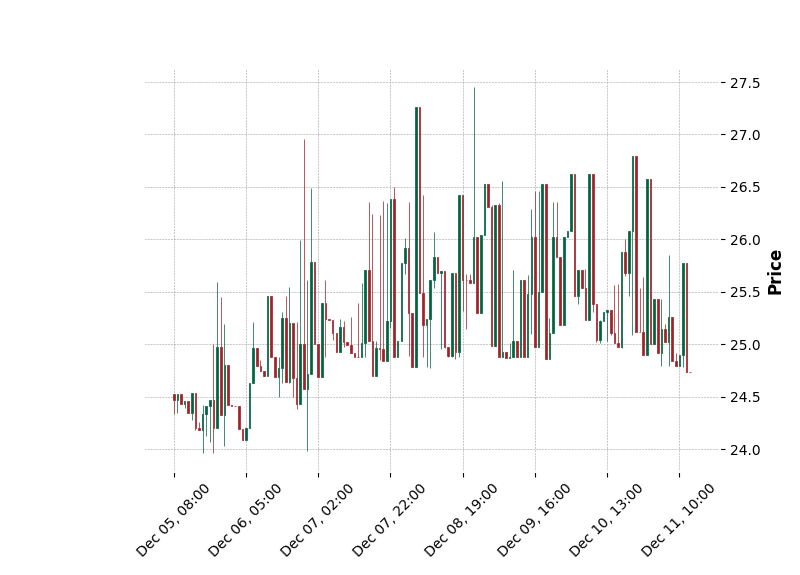 27.5
27.0
26.5
26.0
25.5
25.0
24.5
24.0
Price
Dec 05, 08:00
Dec 06, 05:00
Dec 07, 02:00
Dec 07, 22:00
Dec 08, 19:00
Dec 09, 16:00
Dec 10, 13:00
Dec 11, 10:00